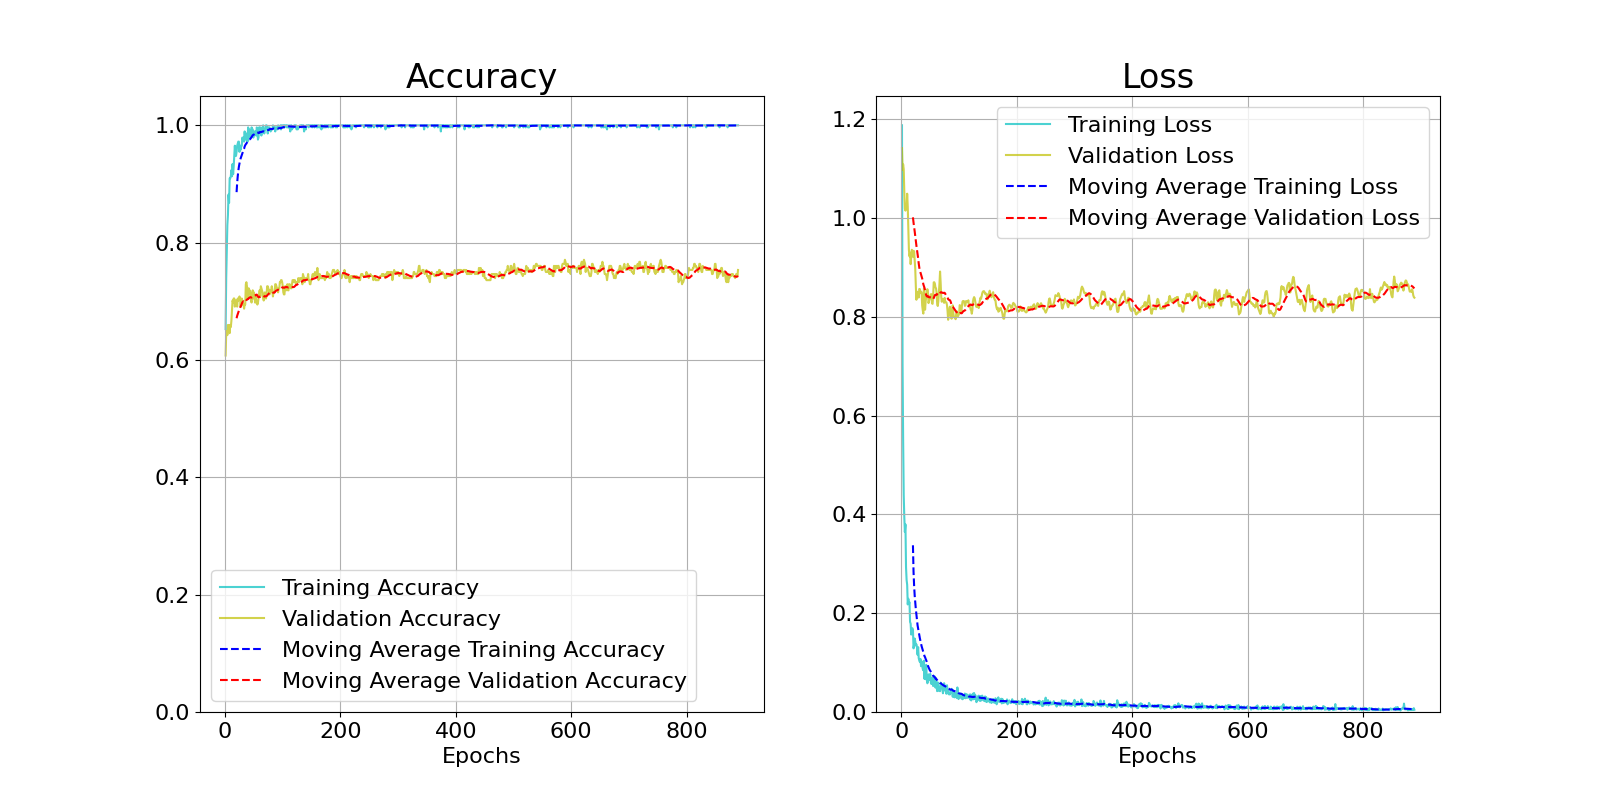 Accuracy
1.0
0.8
0.6
0.4
0.2
0.0
Training Accuracy
Validation Accuracy
Moving Average Training Accuracy
Moving Average Validation Accuracy
0 200 400 600 800
Epochs
Loss
1.2
1.0
0.8
0.6
0.4
0.2
0.0
Training Loss
Validation Loss
Moving Average Training Loss
Moving Average Validation Loss
0 200 400 600 800
Epochs